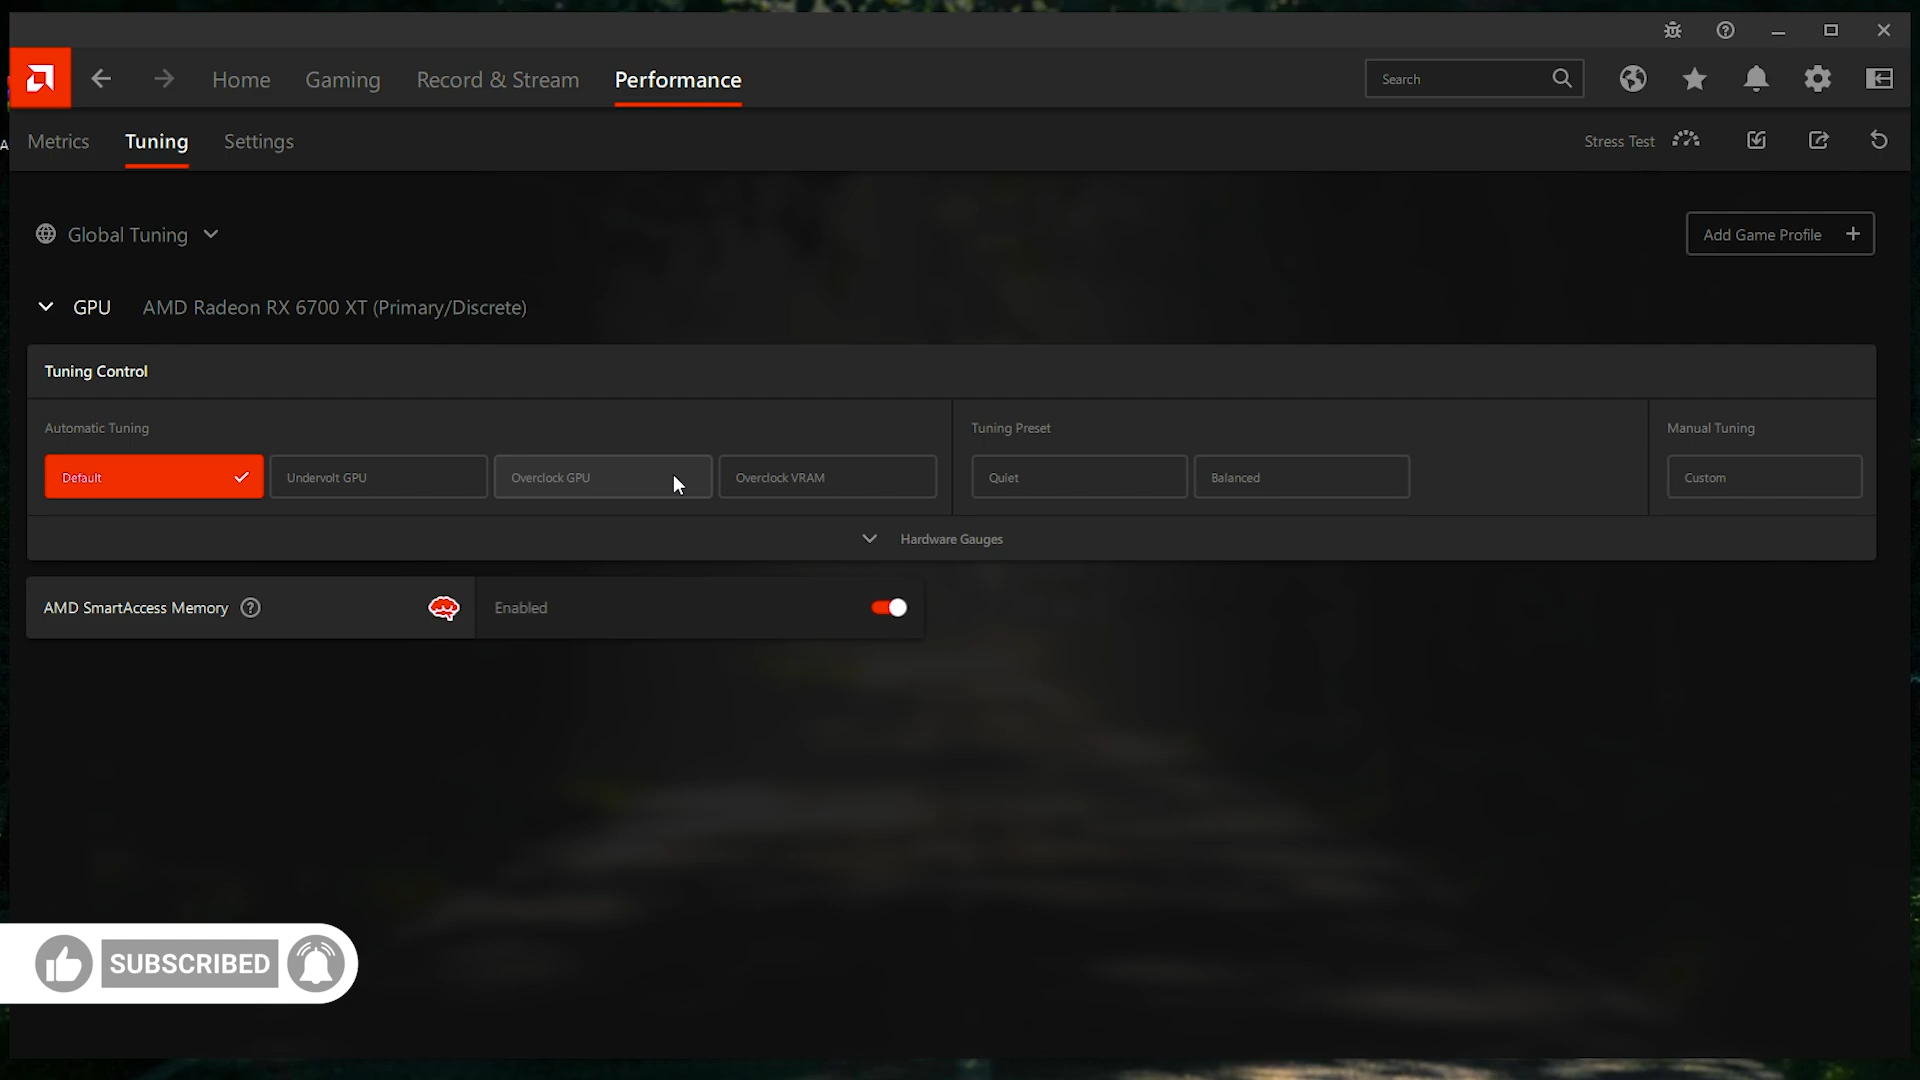 Home Gaming Record & Stream Performance Search
A
Metrics Tuning Settings Stress Test
Global Tuning Add Game Profile
GPU AMD Radeon RX 6700 XT (Primary/Discrete)
Tuning Control
Automatic Tuning Tuning Preset Manual Tuning
Default Undervolt GPU Overclock GPU Overclock VRAM Quiet Balanced Custom
Hardware Gauges
AMD SmartAccess Memory Enabled
SUBSCRIBED